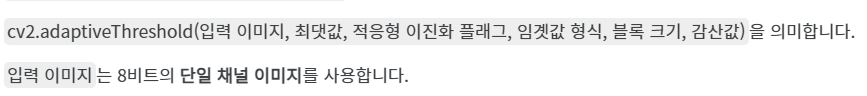 cv2.adaptiveThreshold(입력 이미지, 최댓값, 적응형 이진화 플래그, 임곗값 형식, 블록 크기, 감산값)을 의미합니다.
입력 이미지는 8비트의 단일 채널 이미지를 사용합니다.